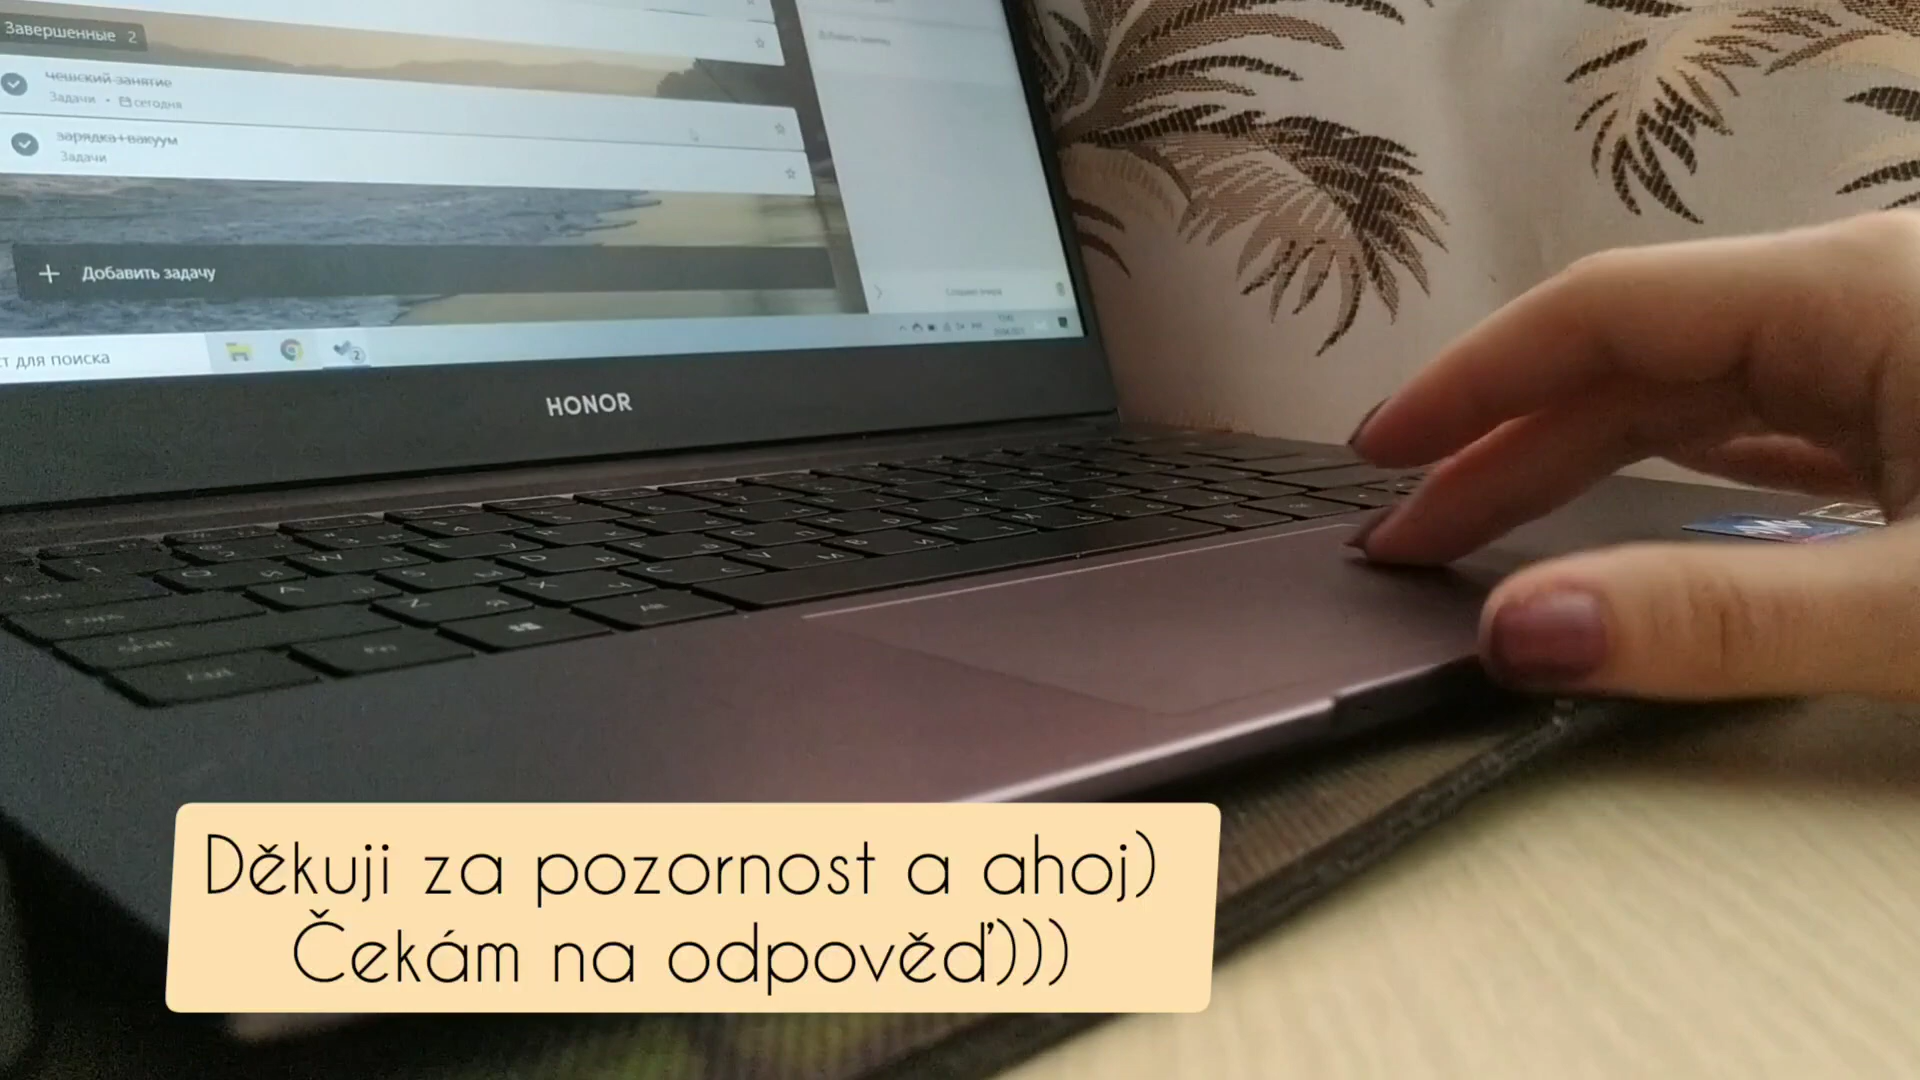 Завершенные 2
чешский занятие
Задачи • сегодня
зарядка+вакуум
Задачи
+ Добавить задачу
для поиска
2
HONOR
Děkuji za pozornost a ahoj)
Čekám na odpověď)))